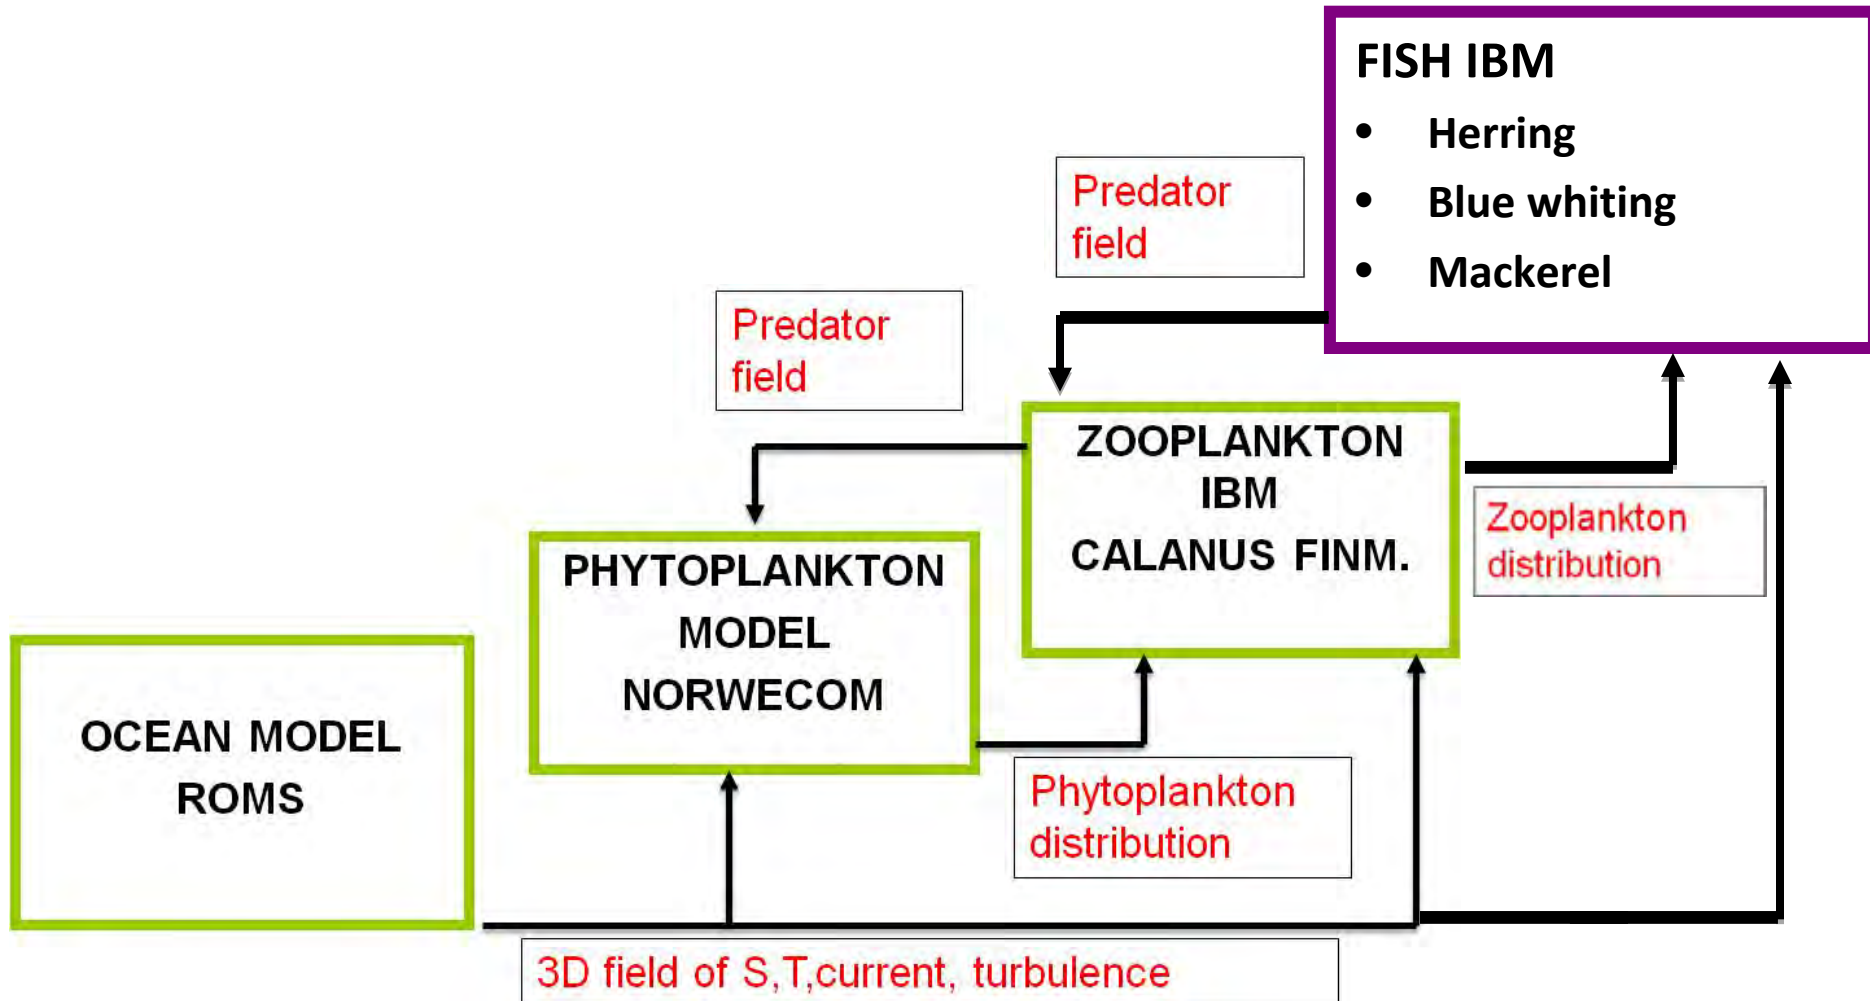 FISH IBM
• Herring
• Blue whiting
• Mackerel
Predator
field
Predator
field
ZOOPLANKTON
IBM
CALANUS FINM.
Zooplankton
distribution
PHYTOPLANKTON
MODEL
NORWECOM
OCEAN MODEL
ROMS
Phytoplankton
distribution
3D field of S,T,current, turbulence